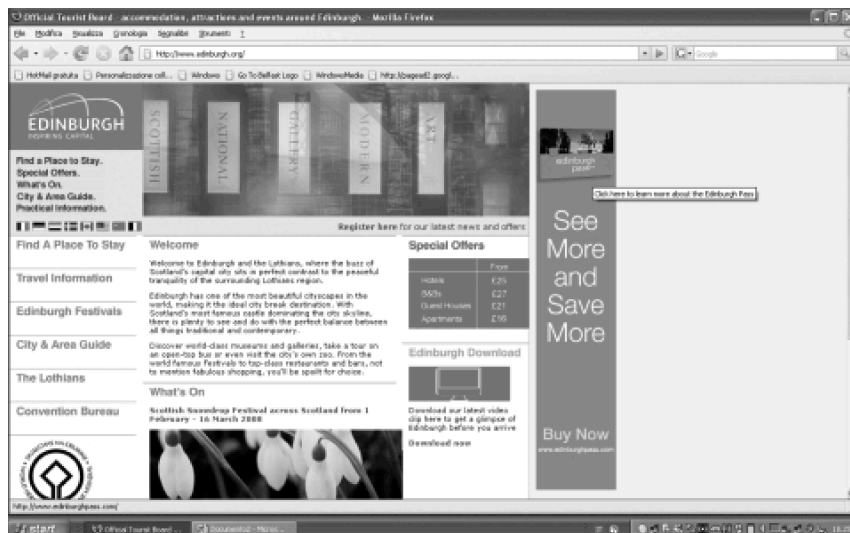 Official Tourist Board - accommodation, attractions and events around Edinburgh. - Mozilla Firefox
File Modifica Visualizza Cronologia Segnalibri Strumenti ?
http://www.edinburgh.org/
Google
HotMail gratuita Personalizzazione coll... Windows Go To Belfast Logo WindowsMedia http://pagead2.googl...
EDINBURGH
INSPIRING CAPITAL
SCOTTISH
NATIONAL
GALLERY
MODERN
ART
Find a Place to Stay.
Special Offers.
What's On.
City & Area Guide.
Practical Information.
Register here for our latest news and offers
Find A Place To Stay
Travel Information
Edinburgh Festivals
City & Area Guide
The Lothians
Convention Bureau
Welcome
Welcome to Edinburgh and the Lothians, where the buzz of
Scotland's capital city sits in perfect contrast to the peaceful
tranquility of the surrounding Lothians region.
Edinburgh has one of the most beautiful cityscapes in the
world, making it the ideal city break destination. With
Scotland's most famous castle dominating the city skyline,
there is plenty to see and do with the perfect balance between
all things traditional and contemporary.
Discover world-class museums and galleries, take a tour on
an open-top bus or even visit the city's own zoo. From the
world famous Festivals to top-class restaurants and bars, not
to mention fabulous shopping, you'll be spoilt for choice.
What's On
Scottish Snowdrop Festival across Scotland from 1
February - 16 March 2008
Special Offers
From
Hotels £25
B&Bs £27
Guest Houses £21
Apartments £16
Edinburgh Download
Download our latest video
clip here to get a glimpse of
Edinburgh before you arrive
Download now
edinburgh
pass
Click here to learn more about the Edinburgh Pass
See
More
and
Save
More
Buy Now
www.edinburghpass.com
http://www.edinburghpass.com/
start
Official Tourist Board ...
Documento2 - Micros...